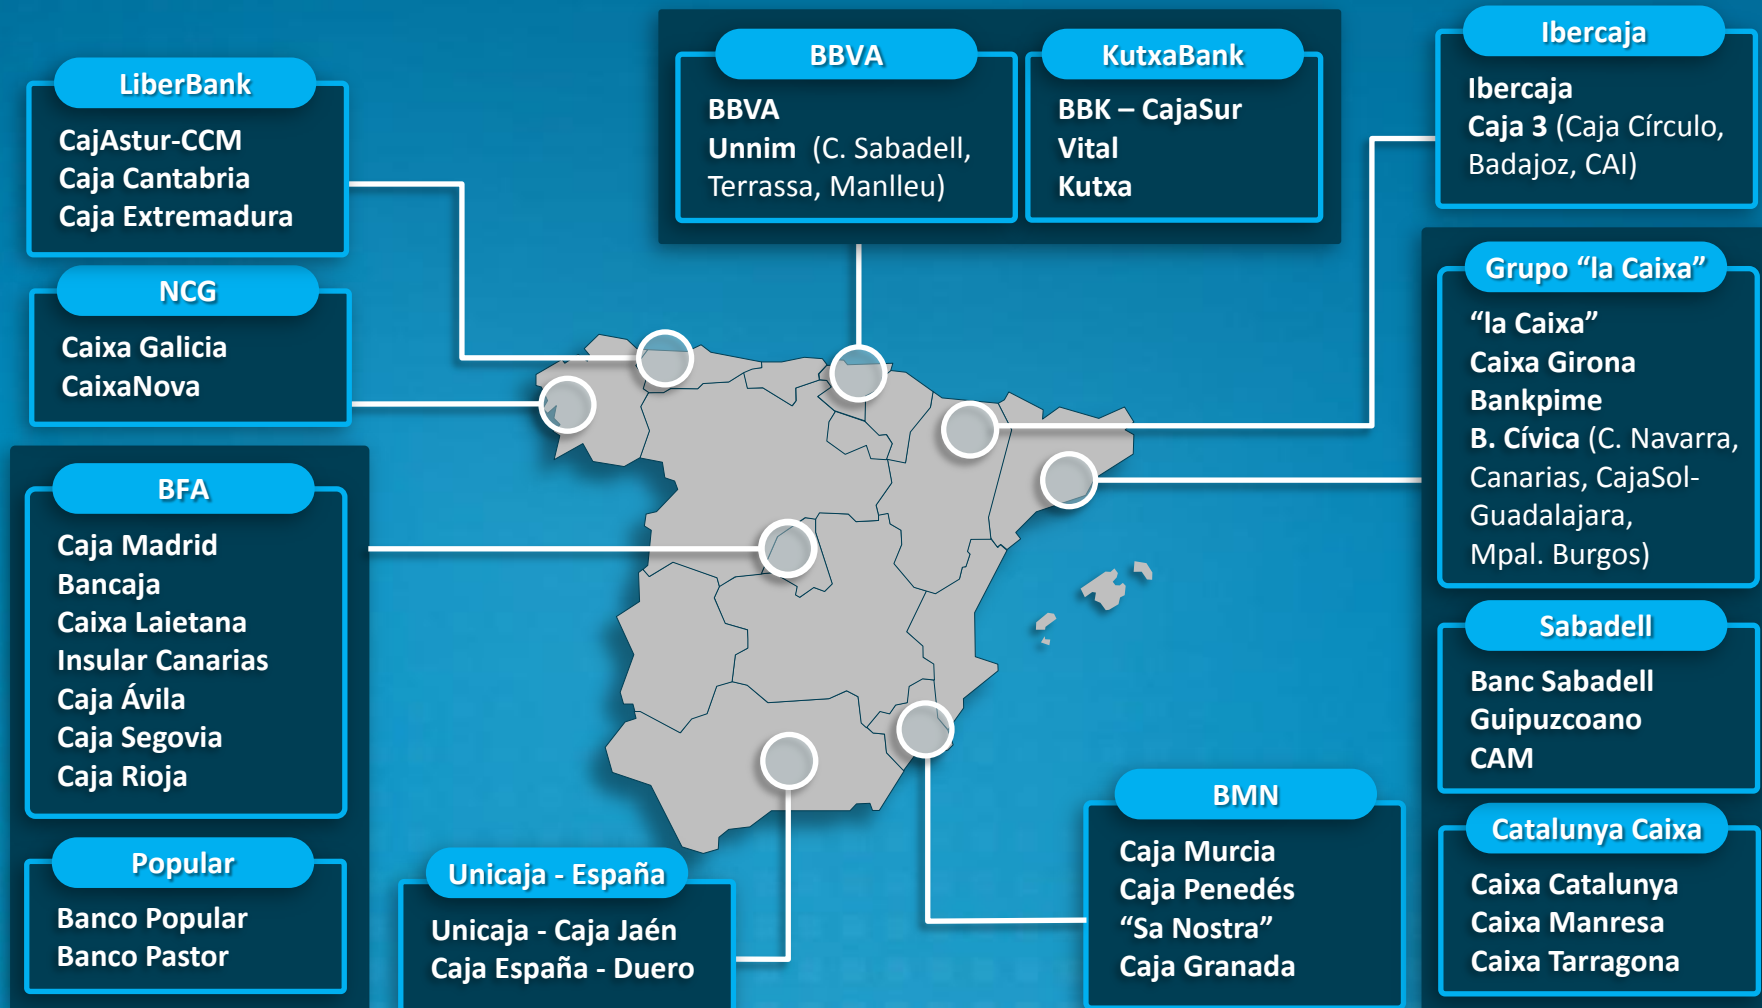 LiberBank
CajAstur-CCM
Caja Cantabria
Caja Extremadura
NCG
Caixa Galicia
CaixaNova
BFA
Caja Madrid
Bancaja
Caixa Laietana
Insular Canarias
Caja Ávila
Caja Segovia
Caja Rioja
Popular
Banco Popular
Banco Pastor
BBVA
BBVA
Unnim (C. Sabadell,
Terrassa, Manlleu)
KutxaBank
BBK – CajaSur
Vital
Kutxa
Unicaja - España
Unicaja - Caja Jaén
Caja España - Duero
BMN
Caja Murcia
Caja Penedés
“Sa Nostra”
Caja Granada
Ibercaja
Ibercaja
Caja 3 (Caja Círculo,
Badajoz, CAI)
Grupo “la Caixa”
“la Caixa”
Caixa Girona
Bankpime
B. Cívica (C. Navarra,
Canarias, CajaSol-
Guadalajara,
Mpal. Burgos)
Sabadell
Banc Sabadell
Guipuzcoano
CAM
Catalunya Caixa
Caixa Catalunya
Caixa Manresa
Caixa Tarragona